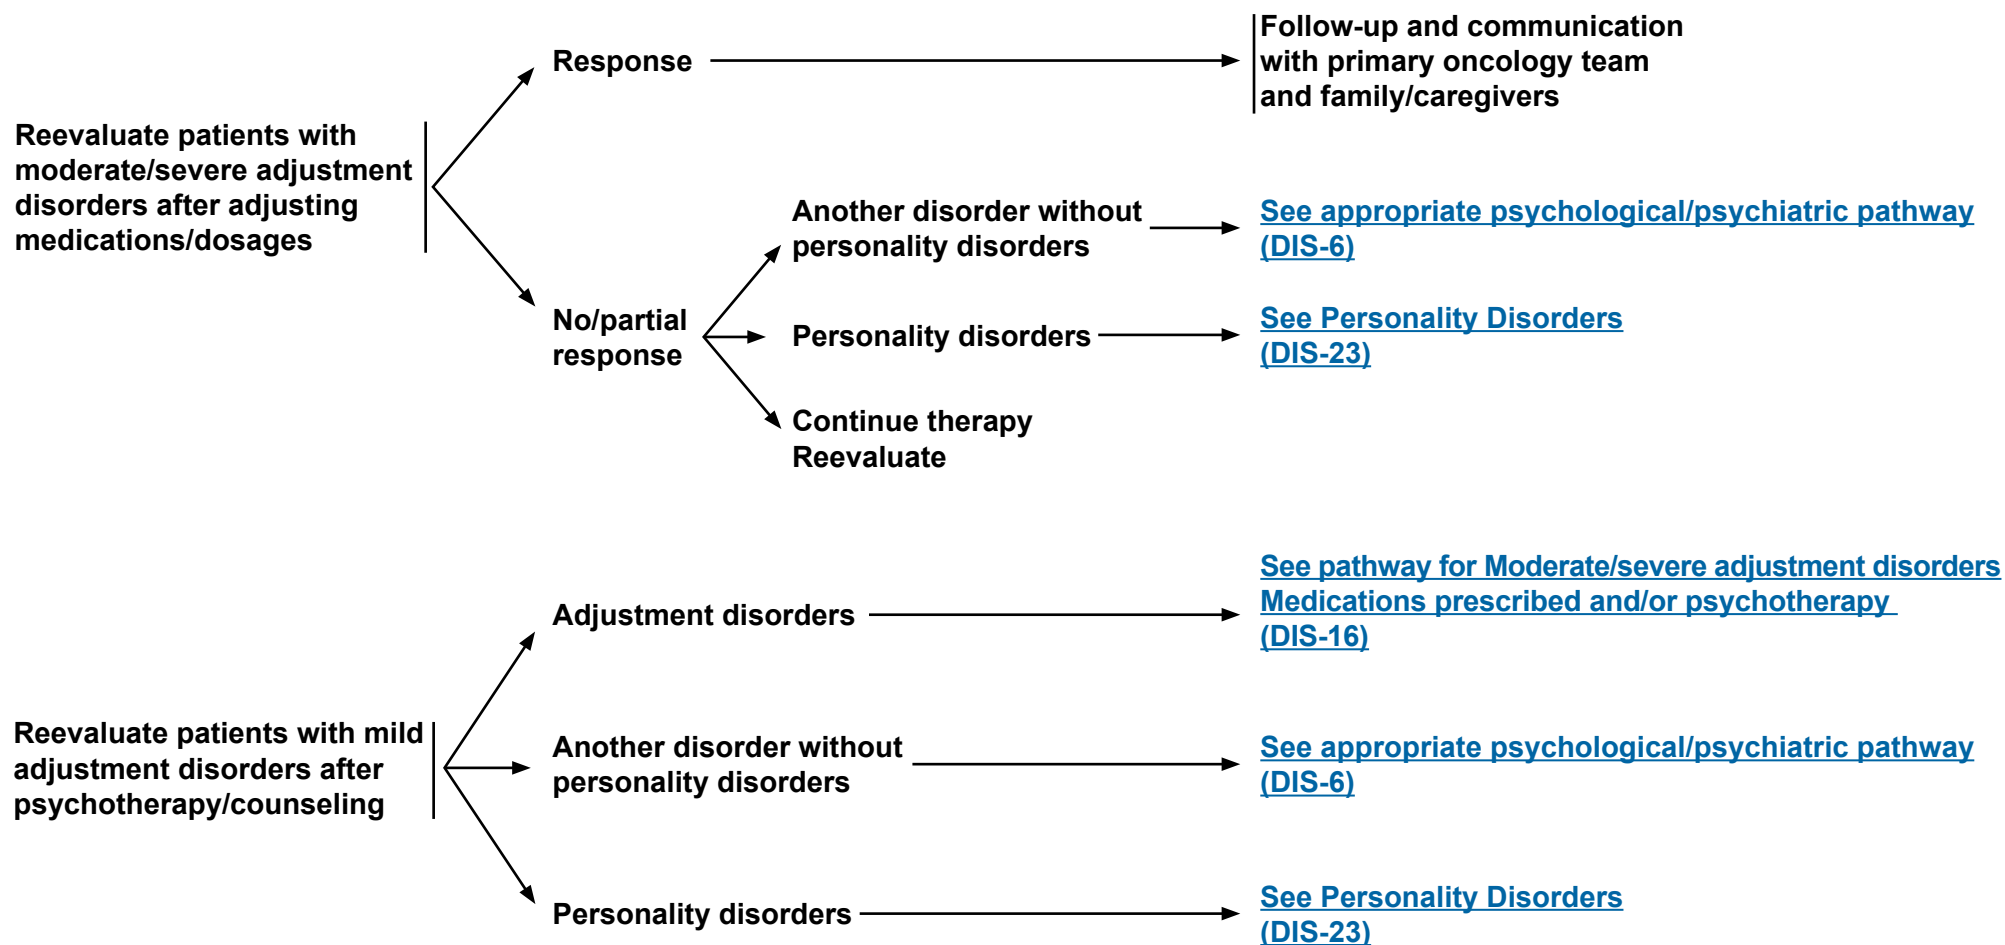 Reevaluate patients with
moderate/severe adjustment
disorders after adjusting
medications/dosages
Response
Follow-up and communication
with primary oncology team
and family/caregivers
No/partial
response
Another disorder without
personality disorders
See appropriate psychological/psychiatric pathway
(DIS-6)
Personality disorders
See Personality Disorders
(DIS-23)
Continue therapy
Reevaluate
Reevaluate patients with mild
adjustment disorders after
psychotherapy/counseling
Adjustment disorders
See pathway for Moderate/severe adjustment disorders
Medications prescribed and/or psychotherapy
(DIS-16)
Another disorder without
personality disorders
See appropriate psychological/psychiatric pathway
(DIS-6)
Personality disorders
See Personality Disorders
(DIS-23)